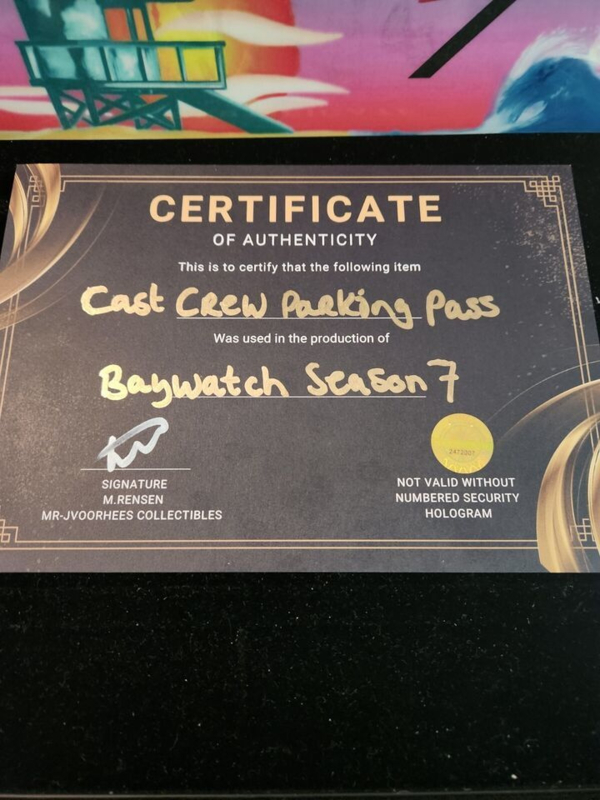 CERTIFICATE
OF AUTHENTICITY
This is to certify that the following item
Cast CREW Parking Pass
Was used in the production of
Baywatch Season 7
SIGNATURE
M.RENSEN
MR-JVOORHEES COLLECTIBLES
NOT VALID WITHOUT
NUMBERED SECURITY
HOLOGRAM